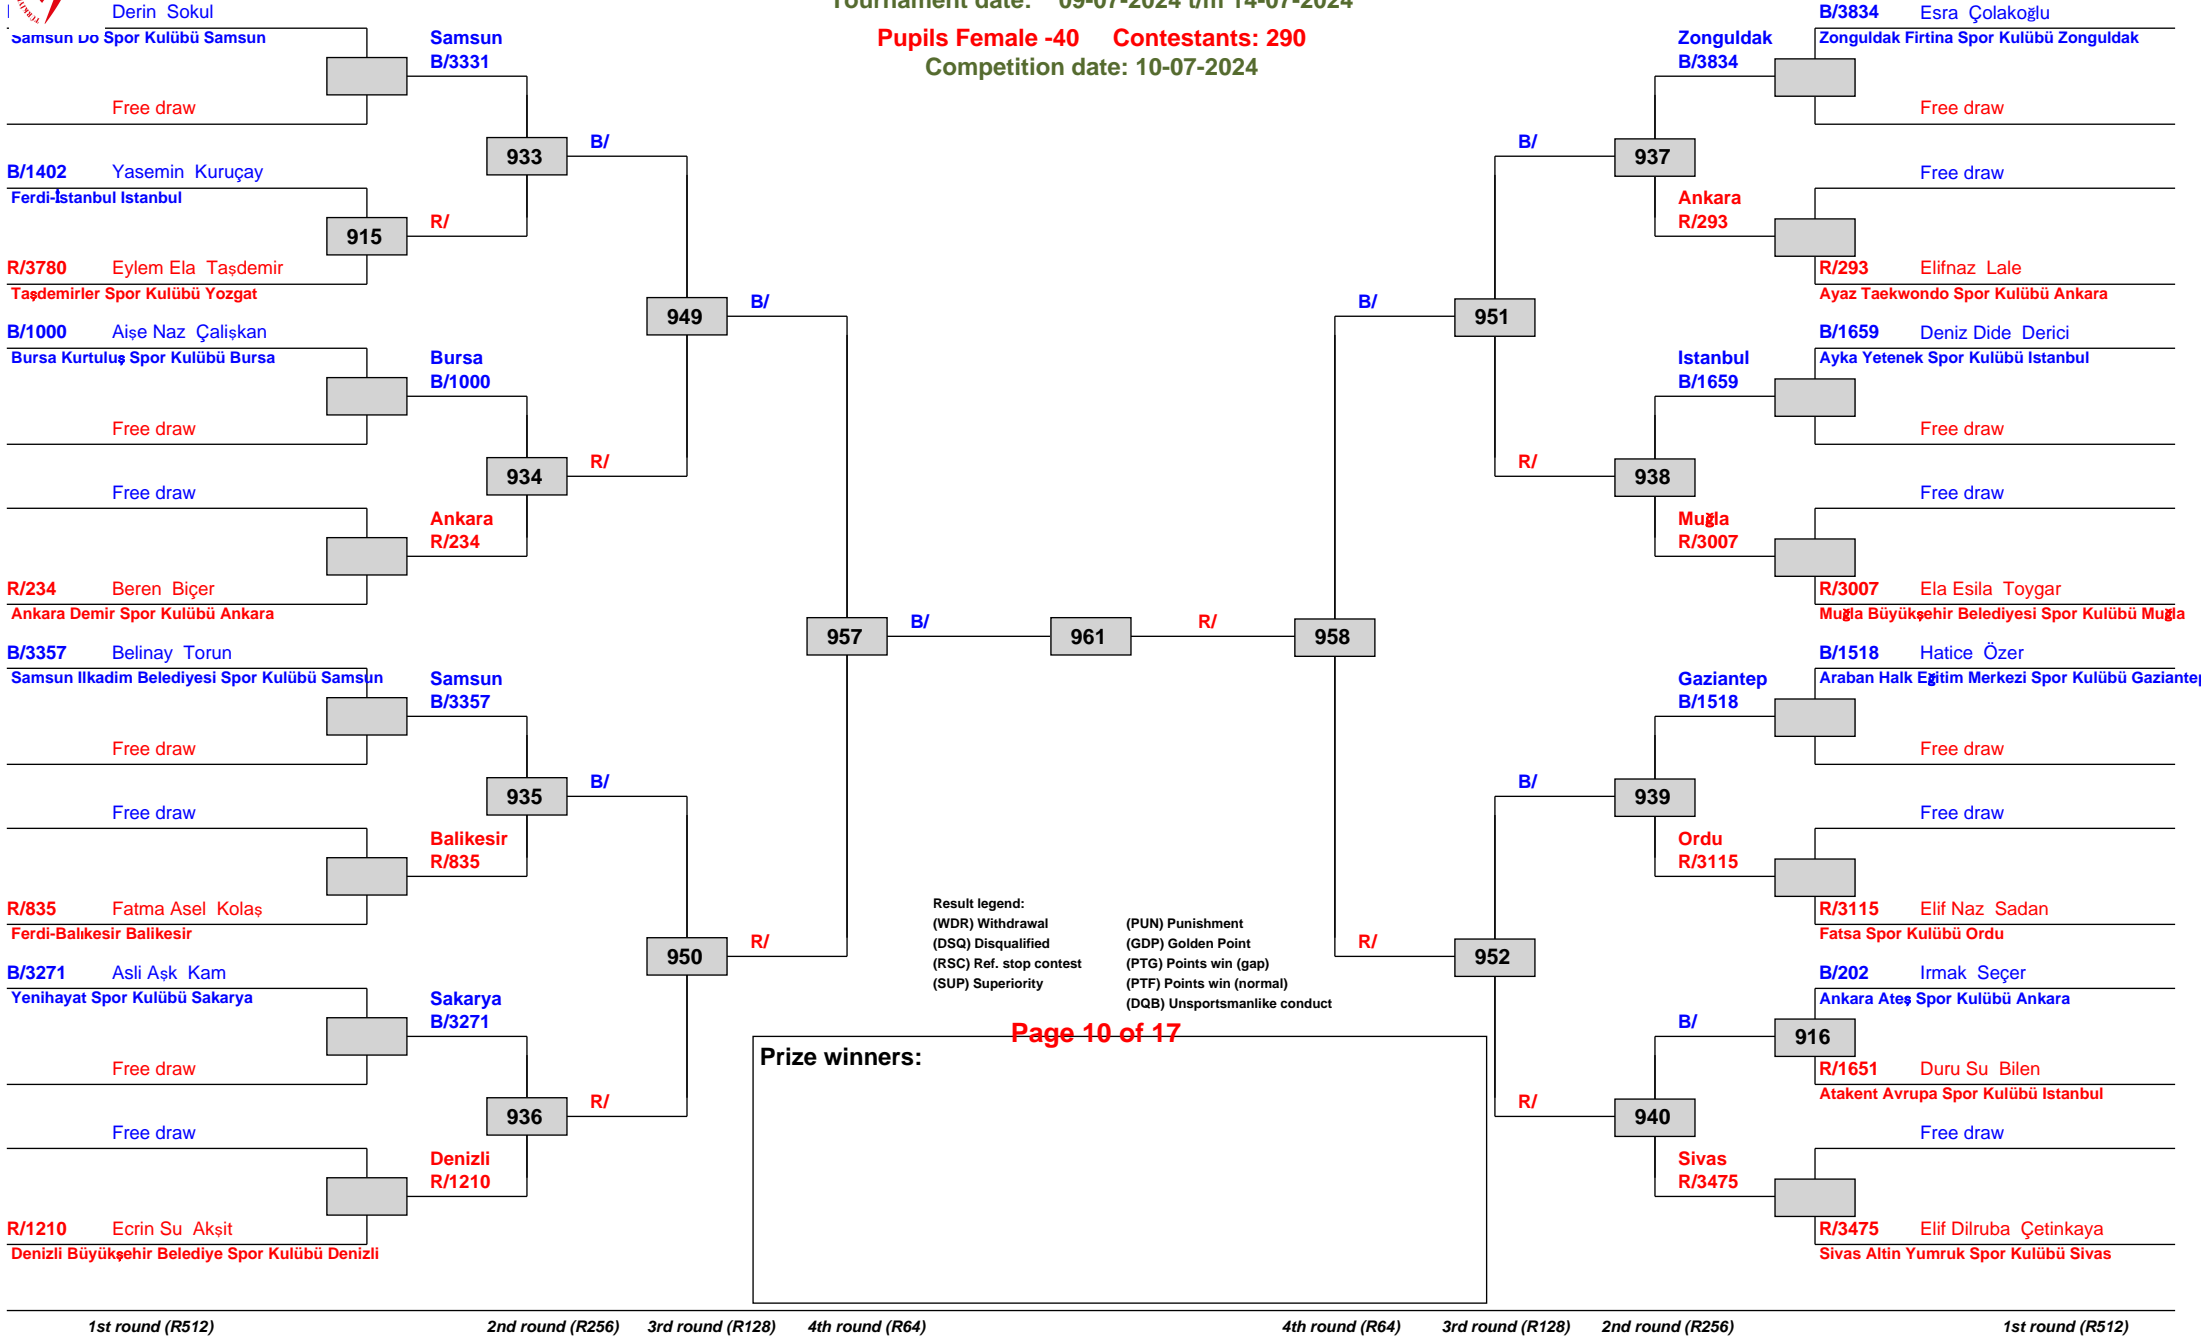 Tournament date: 09-07-2024 t/m 14-07-2024
Pupils Female -40 Contestants: 290
Competition date: 10-07-2024
Derin Sokul
Samsun Do Spor Kulübü Samsun
Samsun
B/3331
Free draw
933
B/
B/1402 Yasemin Kuruçay
Ferdi-İstanbul Istanbul
915
R/
R/3780 Eylem Ela Taşdemir
Taşdemirler Spor Kulübü Yozgat
949
B/
B/1000 Aişe Naz Çalişkan
Bursa Kurtuluş Spor Kulübü Bursa
Bursa
B/1000
Free draw
934
R/
Free draw
Ankara
R/234
R/234 Beren Biçer
Ankara Demir Spor Kulübü Ankara
957
B/
961
R/
958
B/3357 Belinay Torun
Samsun Ilkadim Belediyesi Spor Kulübü Samsun
Samsun
B/3357
Free draw
935
B/
Free draw
Balikesir
R/835
R/835 Fatma Asel Kolaş
Ferdi-Balıkesir Balikesir
950
R/
B/3271 Asli Aşk Kam
Yenihayat Spor Kulübü Sakarya
Sakarya
B/3271
Free draw
936
R/
Free draw
Denizli
R/1210
R/1210 Ecrin Su Akşit
Denizli Büyükşehir Belediye Spor Kulübü Denizli
B/3834 Esra Çolakoğlu
Zonguldak Firtina Spor Kulübü Zonguldak
Zonguldak
B/3834
Free draw
B/
937
Free draw
Ankara
R/293
R/293 Elifnaz Lale
Ayaz Taekwondo Spor Kulübü Ankara
B/
951
B/1659 Deniz Dide Derici
Ayka Yetenek Spor Kulübü Istanbul
Istanbul
B/1659
Free draw
R/
938
Free draw
Muğla
R/3007
R/3007 Ela Esila Toygar
Muğla Büyükşehir Belediyesi Spor Kulübü Muğla
B/1518 Hatice Özer
Araban Halk Eğitim Merkezi Spor Kulübü Gaziantep
Gaziantep
B/1518
Free draw
B/
939
Free draw
Ordu
R/3115
R/3115 Elif Naz Sadan
Fatsa Spor Kulübü Ordu
R/
952
B/202 Irmak Seçer
Ankara Ateş Spor Kulübü Ankara
B/
916
R/1651 Duru Su Bilen
Atakent Avrupa Spor Kulübü Istanbul
R/
940
Free draw
Sivas
R/3475
R/3475 Elif Dilruba Çetinkaya
Sivas Altin Yumruk Spor Kulübü Sivas
Result legend:
(WDR) Withdrawal (PUN) Punishment
(DSQ) Disqualified (GDP) Golden Point
(RSC) Ref. stop contest (PTG) Points win (gap)
(SUP) Superiority (PTF) Points win (normal)
(DQB) Unsportsmanlike conduct
Page 10 of 17
Prize winners:
1st round (R512) 2nd round (R256) 3rd round (R128) 4th round (R64) 4th round (R64) 3rd round (R128) 2nd round (R256) 1st round (R512)